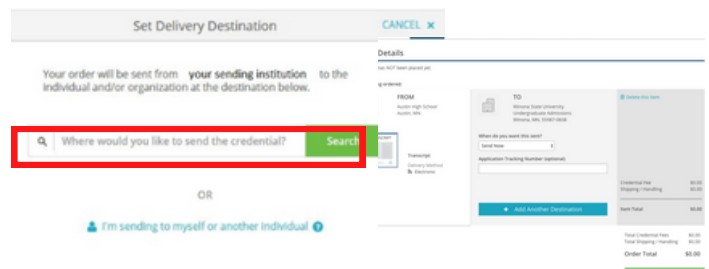 Set Delivery Destination
CANCEL ×
Your order will be sent from your sending institution to the
individual and/or organization at the destination below.
Where would you like to send the credential?
Search
OR
I'm sending to myself or another individual
Details
has NOT been placed yet.
ng ordered:
FROM
Austin High School
Austin, MN
Transcript
Delivery Method
Electronic
TO
Winona State University
Undergraduate Admissions
When do you want this sent?
Send Now
Application Tracking Number (optional)
+ Add Another Destination
Delete this item
Credential Fee $0.00
Shipping / Handling $0.00
Item Total $0.00
Total Credential Fees $0.00
Total Shipping / Handling $0.00
Order Total $0.00